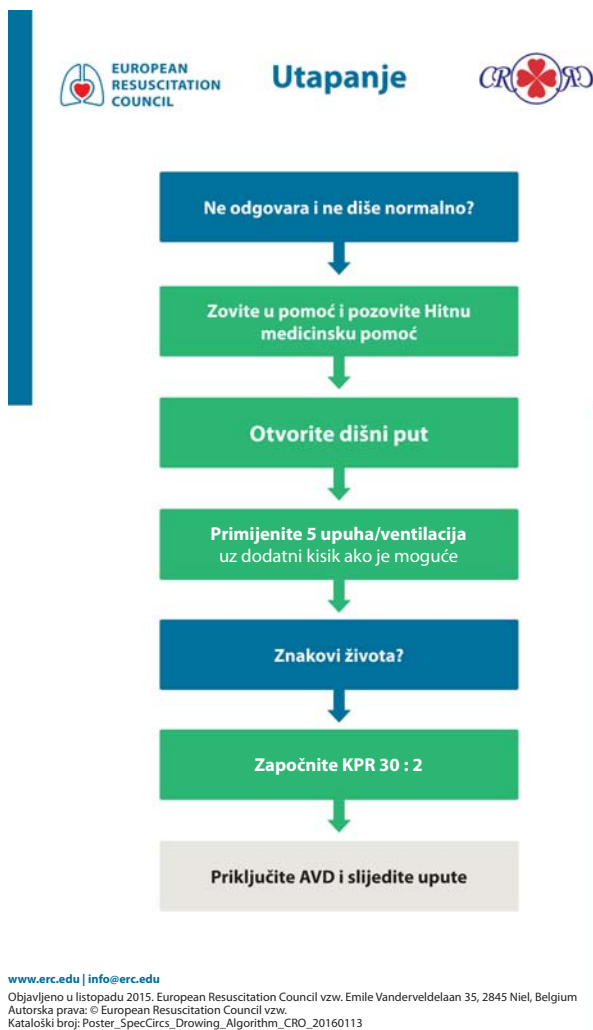 EUROPEAN
RESUSCITATION
COUNCIL
Utapanje
CR RC
Ne odgovara i ne diše normalno?
Zovite u pomoć i pozovite Hitnu
medicinsku pomoć
Otvorite dišni put
Primijenite 5 upuha/ventilacija
uz dodatni kisik ako je moguće
Znakovi života?
Započnite KPR 30 : 2
Priključite AVD i slijedite upute
www.erc.edu | info@erc.edu
Objavljeno u listopadu 2015. European Resuscitation Council vzw. Emile Vanderveldelaan 35, 2845 Niel, Belgium
Autorska prava: © European Resuscitation Council vzw.
Kataloški broj: Poster_SpecCircs_Drowing_Algorithm_CRO_20160113